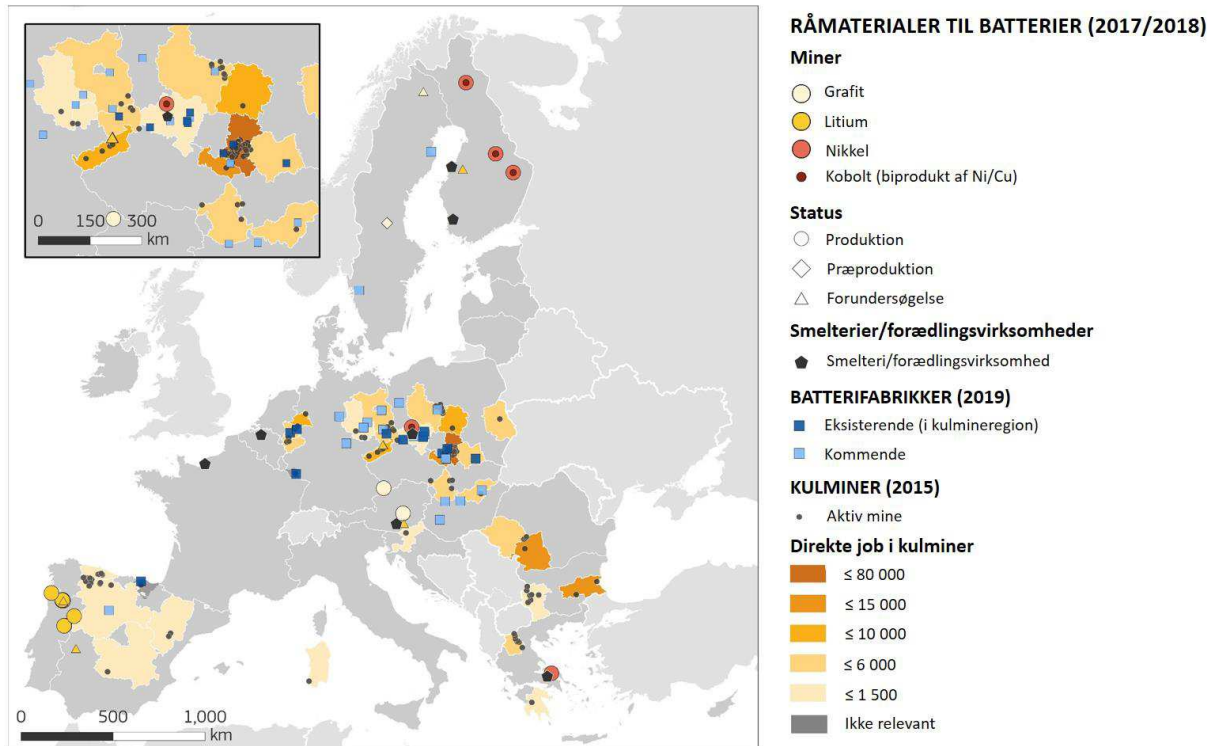 0 150 300
km
0 500 1,000
km
RÅMATERIALER TIL BATTERIER (2017/2018)
Miner
Grafit
Litium
Nikkel
Kobolt (biprodukt af Ni/Cu)
Status
Produktion
Præproduktion
Forundersøgelse
Smelterier/forædlingsvirksomheder
Smelteri/forædlingsvirksomhed
BATTERIFABRIKKER (2019)
Eksisterende (i kulmineregion)
Kommende
KULMINER (2015)
Aktiv mine
Direkte job i kulminer
≤ 80 000
≤ 15 000
≤ 10 000
≤ 6 000
≤ 1 500
Ikke relevant